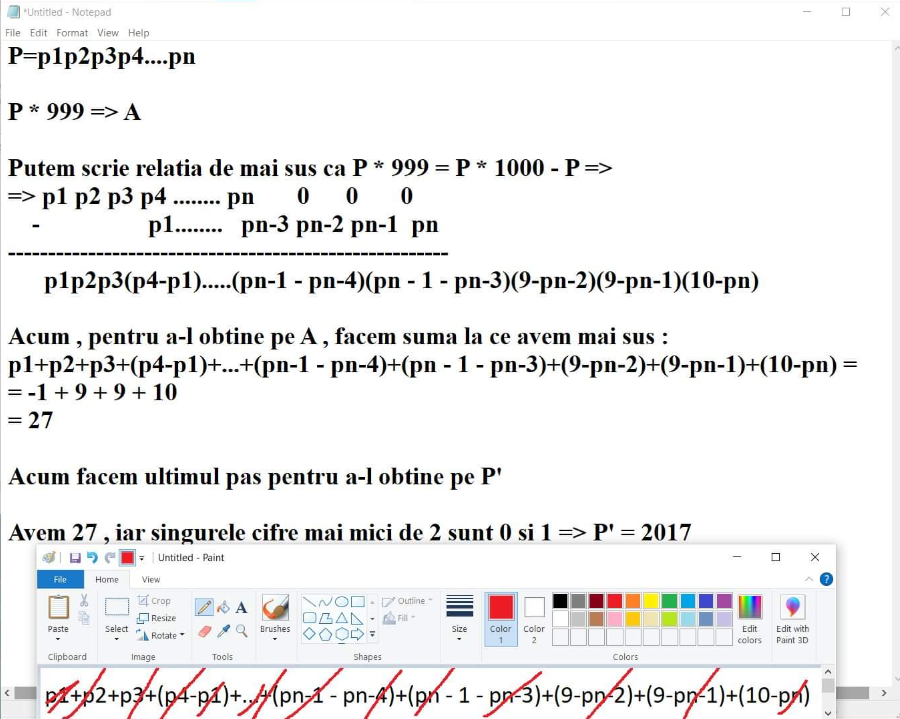 *Untitled - Notepad
File Edit Format View Help
P=p1p2p3p4....pn
P * 999 => A
Putem scrie relatia de mai sus ca P * 999 = P * 1000 - P =>
=> p1 p2 p3 p4 ........ pn 0 0 0
- p1........ pn-3 pn-2 pn-1 pn
-------------------------------------------------------
p1p2p3(p4-p1).....(pn-1 - pn-4)(pn - 1 - pn-3)(9-pn-2)(9-pn-1)(10-pn)
Acum , pentru a-l obtine pe A , facem suma la ce avem mai sus :
p1+p2+p3+(p4-p1)+...+(pn-1 - pn-4)+(pn - 1 - pn-3)+(9-pn-2)+(9-pn-1)+(10-pn) =
= -1 + 9 + 9 + 10
= 27
Acum facem ultimul pas pentru a-l obtine pe P'
Avem 27 , iar singurele cifre mai mici de 2 sunt 0 si 1 => P' = 2017
Untitled - Paint
File Home View
Paste Select Crop Resize Rotate A Brushes Outline Fill Size Color 1 Color 2 Edit colors Edit with Paint 3D
Clipboard Image Tools Shapes Colors
p1+p2+p3+(p4-p1)+...+(pn-1 - pn-4)+(pn - 1 - pn-3)+(9-pn-2)+(9-pn-1)+(10-pn)